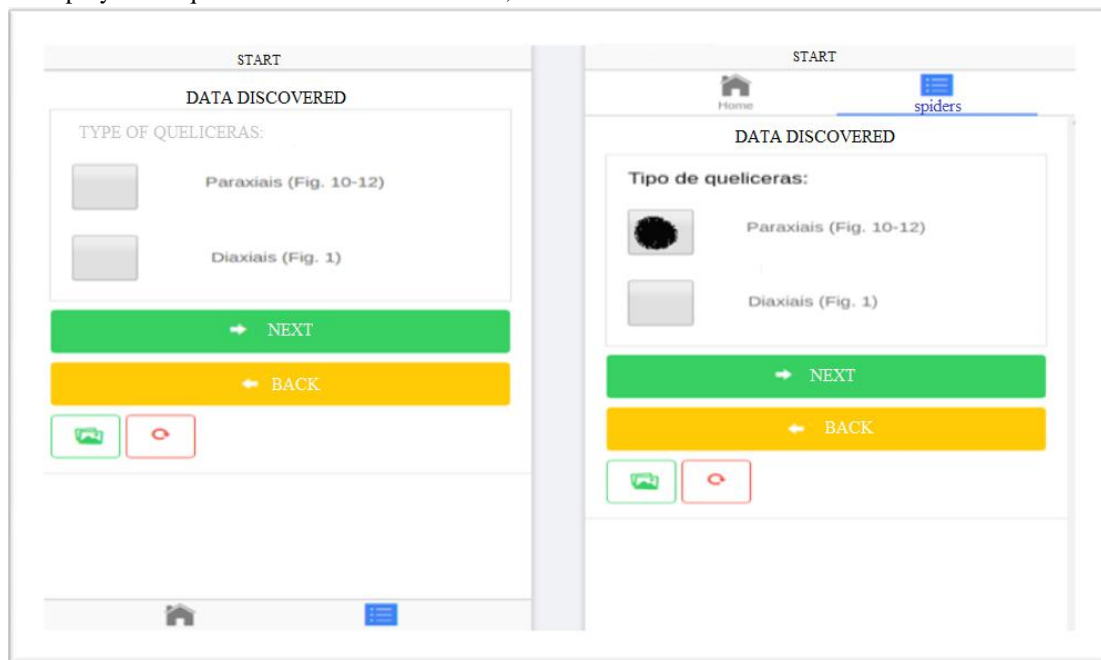 START
DATA DISCOVERED
TYPE OF QUELICERAS:
Paraxiais (Fig. 10-12)
Diaxiais (Fig. 1)
NEXT
BACK
START
Home
spiders
DATA DISCOVERED
Tipo de queliceras:
Paraxiais (Fig. 10-12)
Diaxiais (Fig. 1)
NEXT
BACK